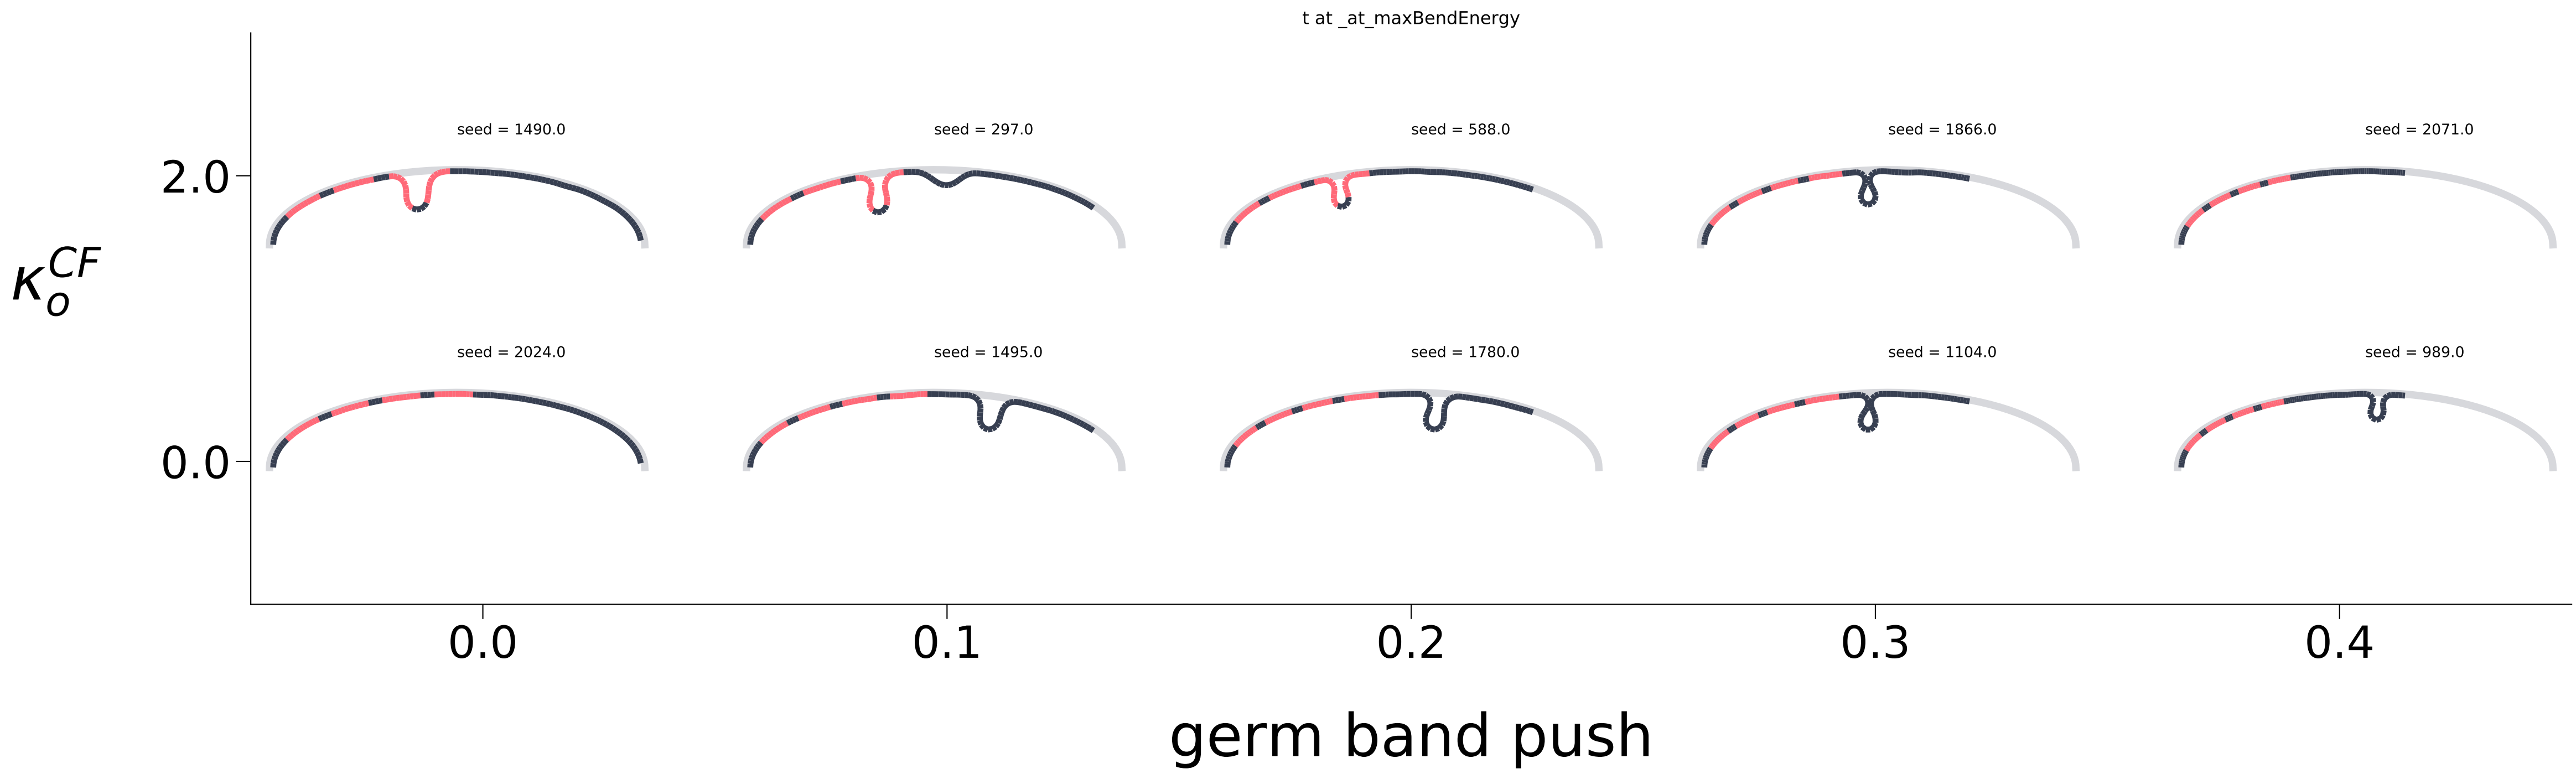 t at _at_maxBendEnergy
seed = 1490.0
seed = 297.0
seed = 588.0
seed = 1866.0
seed = 2071.0
2.0
κ_o^{CF}
seed = 2024.0
seed = 1495.0
seed = 1780.0
seed = 1104.0
seed = 989.0
0.0
0.0 0.1 0.2 0.3 0.4
germ band push